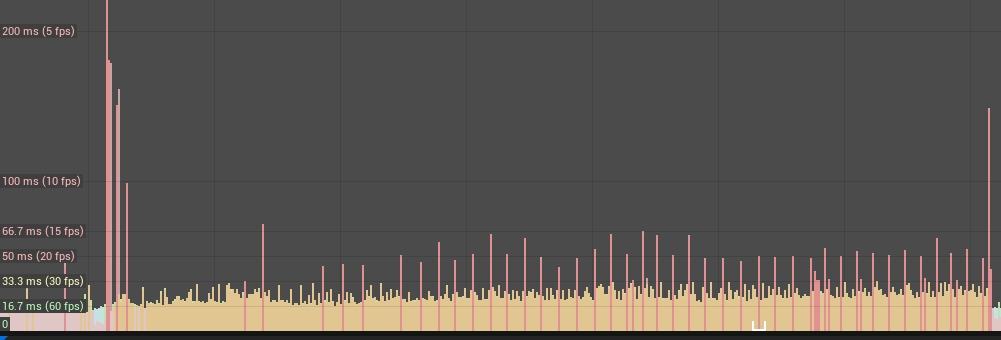 200 ms (5 fps)
100 ms (10 fps)
66.7 ms (15 fps)
50 ms (20 fps)
33.3 ms (30 fps)
16.7 ms (60 fps)
0